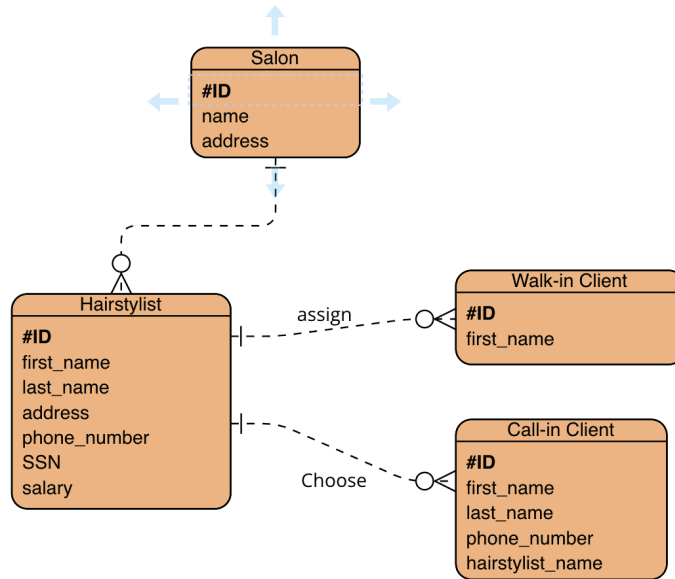 Salon
#ID
name
address
Hairstylist
#ID
first_name
last_name
address
phone_number
SSN
salary
assign
Choose
Walk-in Client
#ID
first_name
Call-in Client
#ID
first_name
last_name
phone_number
hairstylist_name